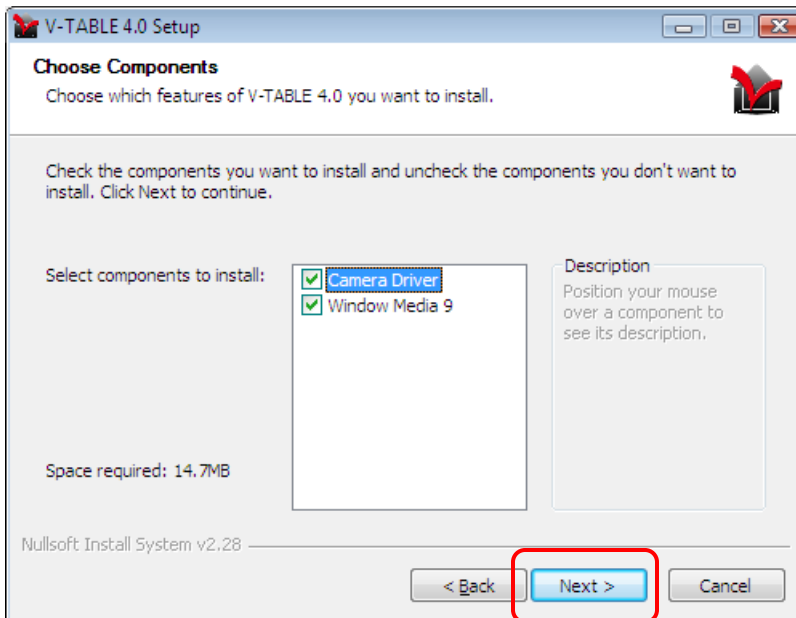 V-TABLE 4.0 Setup
Choose Components
Choose which features of V-TABLE 4.0 you want to install.
Check the components you want to install and uncheck the components you don't want to
install. Click Next to continue.
Select components to install:
Camera Driver
Window Media 9
Description
Position your mouse
over a component to
see its description.
Space required: 14.7MB
Nullsoft Install System v2.28
< Back
Next >
Cancel